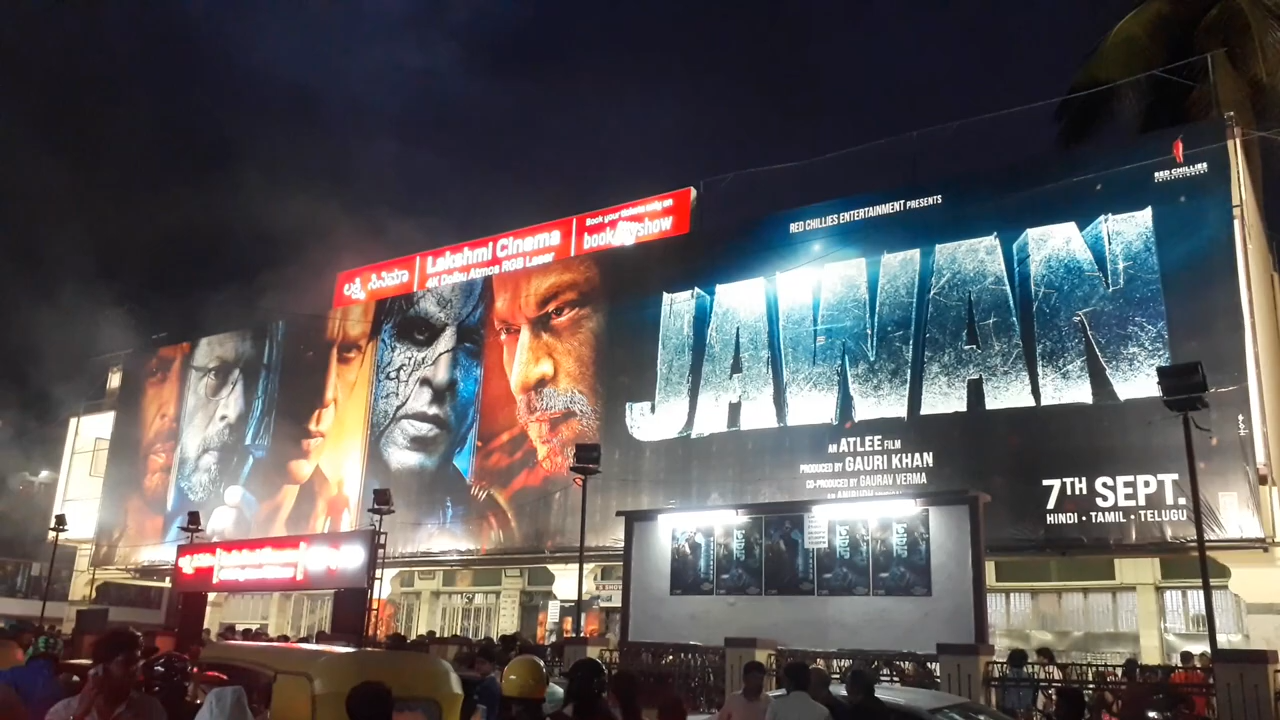 ಲಕ್ಷ್ಮಿ ಸಿನಿಮಾ
Lakshmi Cinema
4K Dolby Atmos RGB Laser
Book your tickets only on
bookmyshow
RED CHILLIES
ENTERTAINMENT
RED CHILLIES ENTERTAINMENT PRESENTS
JAWAN
AN ATLEE FILM
PRODUCED BY GAURI KHAN
CO-PRODUCED BY GAURAV VERMA
7TH SEPT.
HINDI • TAMIL • TELUGU